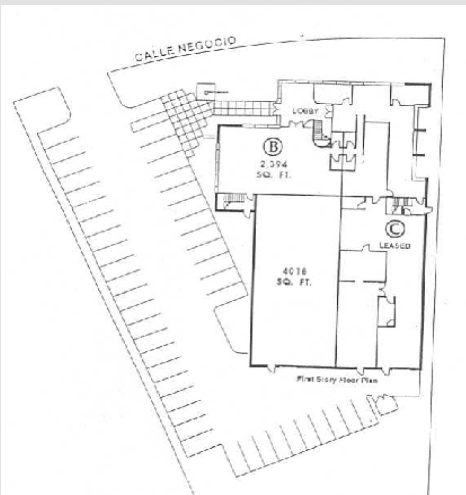 CALLE NEGOCIO
LOBBY
B
2,394
SQ. FT.
C
LEASED
4016
SQ. FT.
First Story Floor Plan